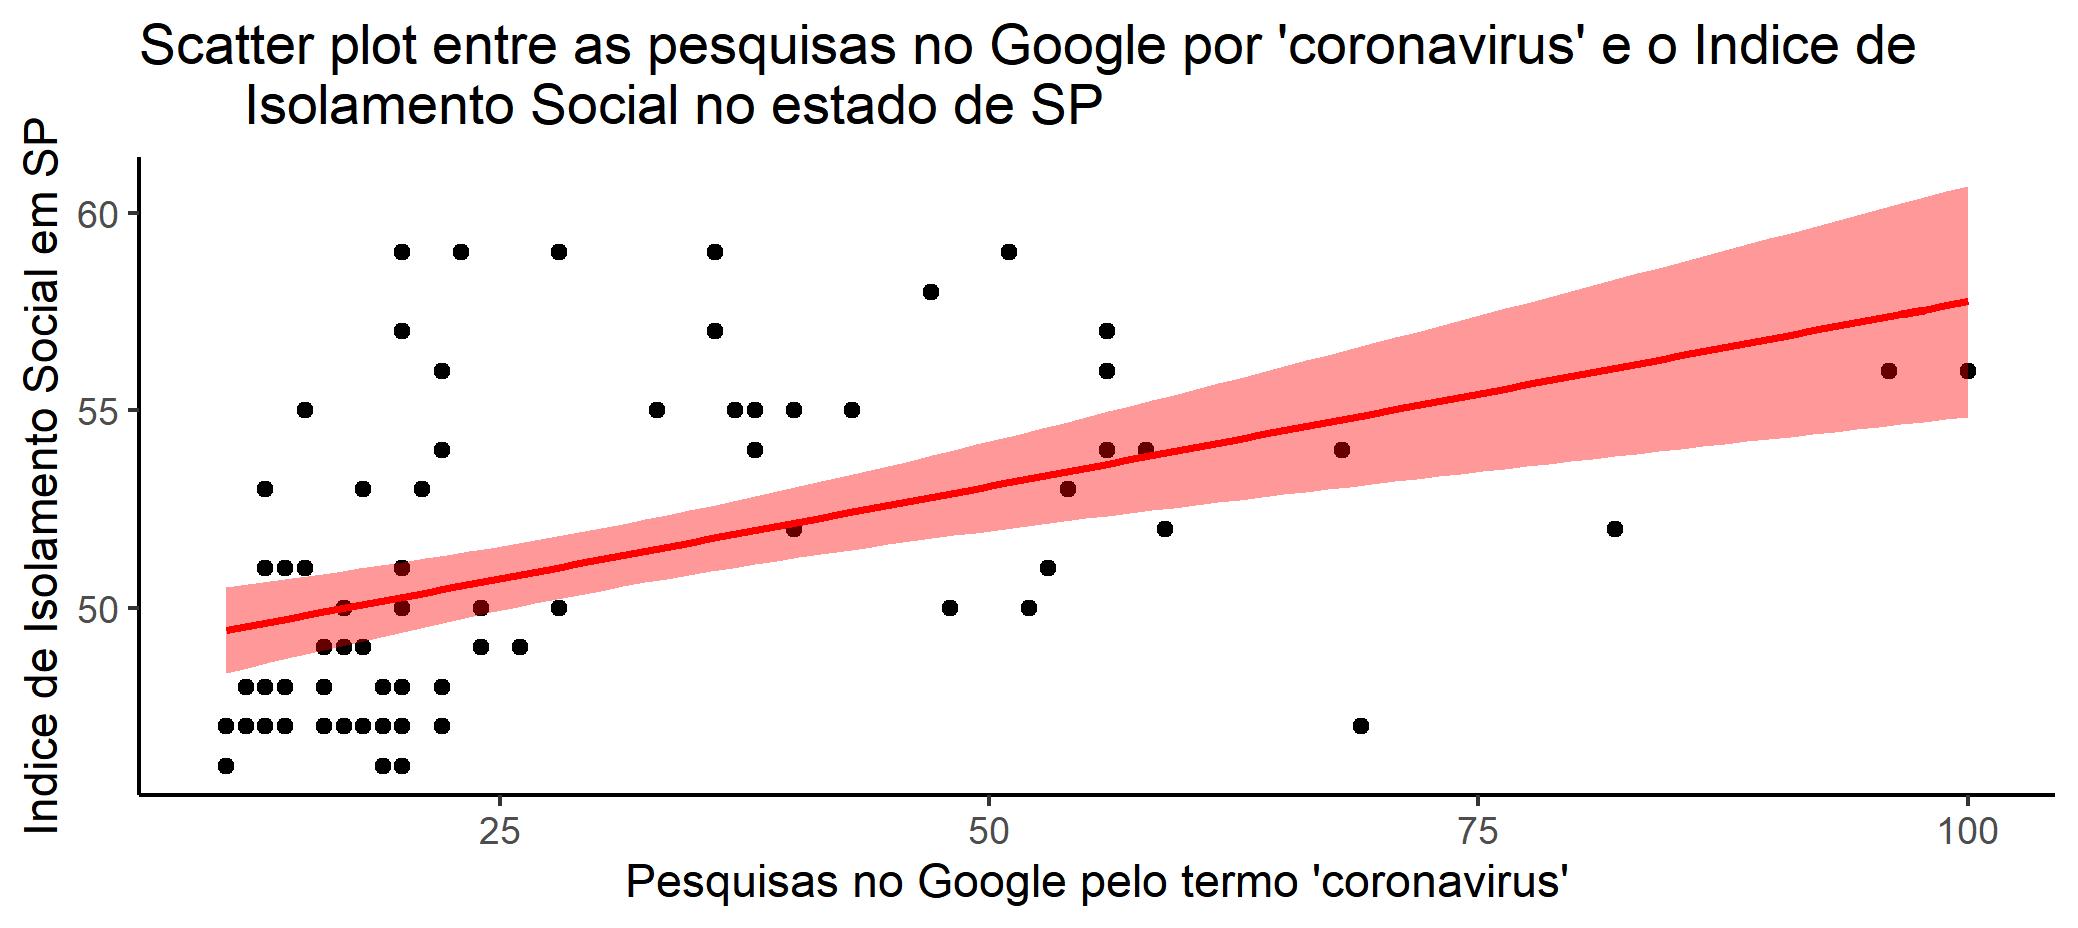 Scatter plot entre as pesquisas no Google por 'coronavirus' e o Indice de
Isolamento Social no estado de SP
Indice de Isolamento Social em SP
60
55
50
25
50
75
100
Pesquisas no Google pelo termo 'coronavirus'